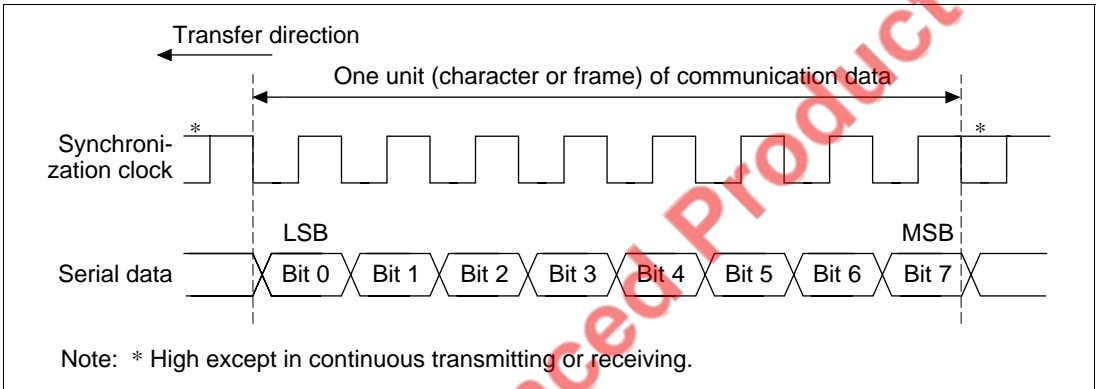 Transfer direction
One unit (character or frame) of communication data
*
*
Synchroni-
zation clock
LSB
MSB
Serial data
Bit 0
Bit 1
Bit 2
Bit 3
Bit 4
Bit 5
Bit 6
Bit 7
Note: * High except in continuous transmitting or receiving.
Product